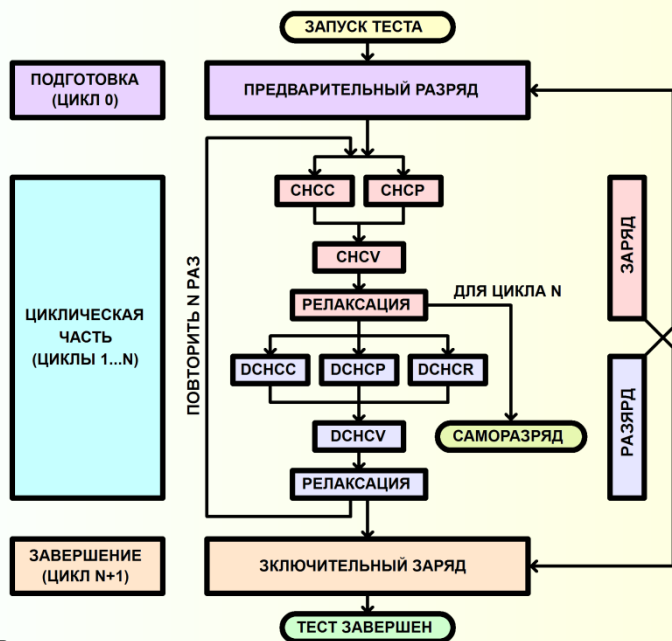 ЗАПУСК ТЕСТА
ПОДГОТОВКА
(ЦИКЛ 0)
ПРЕДВАРИТЕЛЬНЫЙ РАЗРЯД
CHCC
CHCP
CHCV
РЕЛАКСАЦИЯ
ДЛЯ ЦИКЛА N
ПОВТОРИТЬ N РАЗ
ЦИКЛИЧЕСКАЯ
ЧАСТЬ
(ЦИКЛЫ 1...N)
DCHCC
DCHCP
DCHCR
DCHCV
САМОРАЗРЯД
РЕЛАКСАЦИЯ
ЗАРЯД
РАЗЯРД
ЗАВЕРШЕНИЕ
(ЦИКЛ N+1)
ЗКЛЮЧИТЕЛЬНЫЙ ЗАРЯД
ТЕСТ ЗАВЕРШЕН